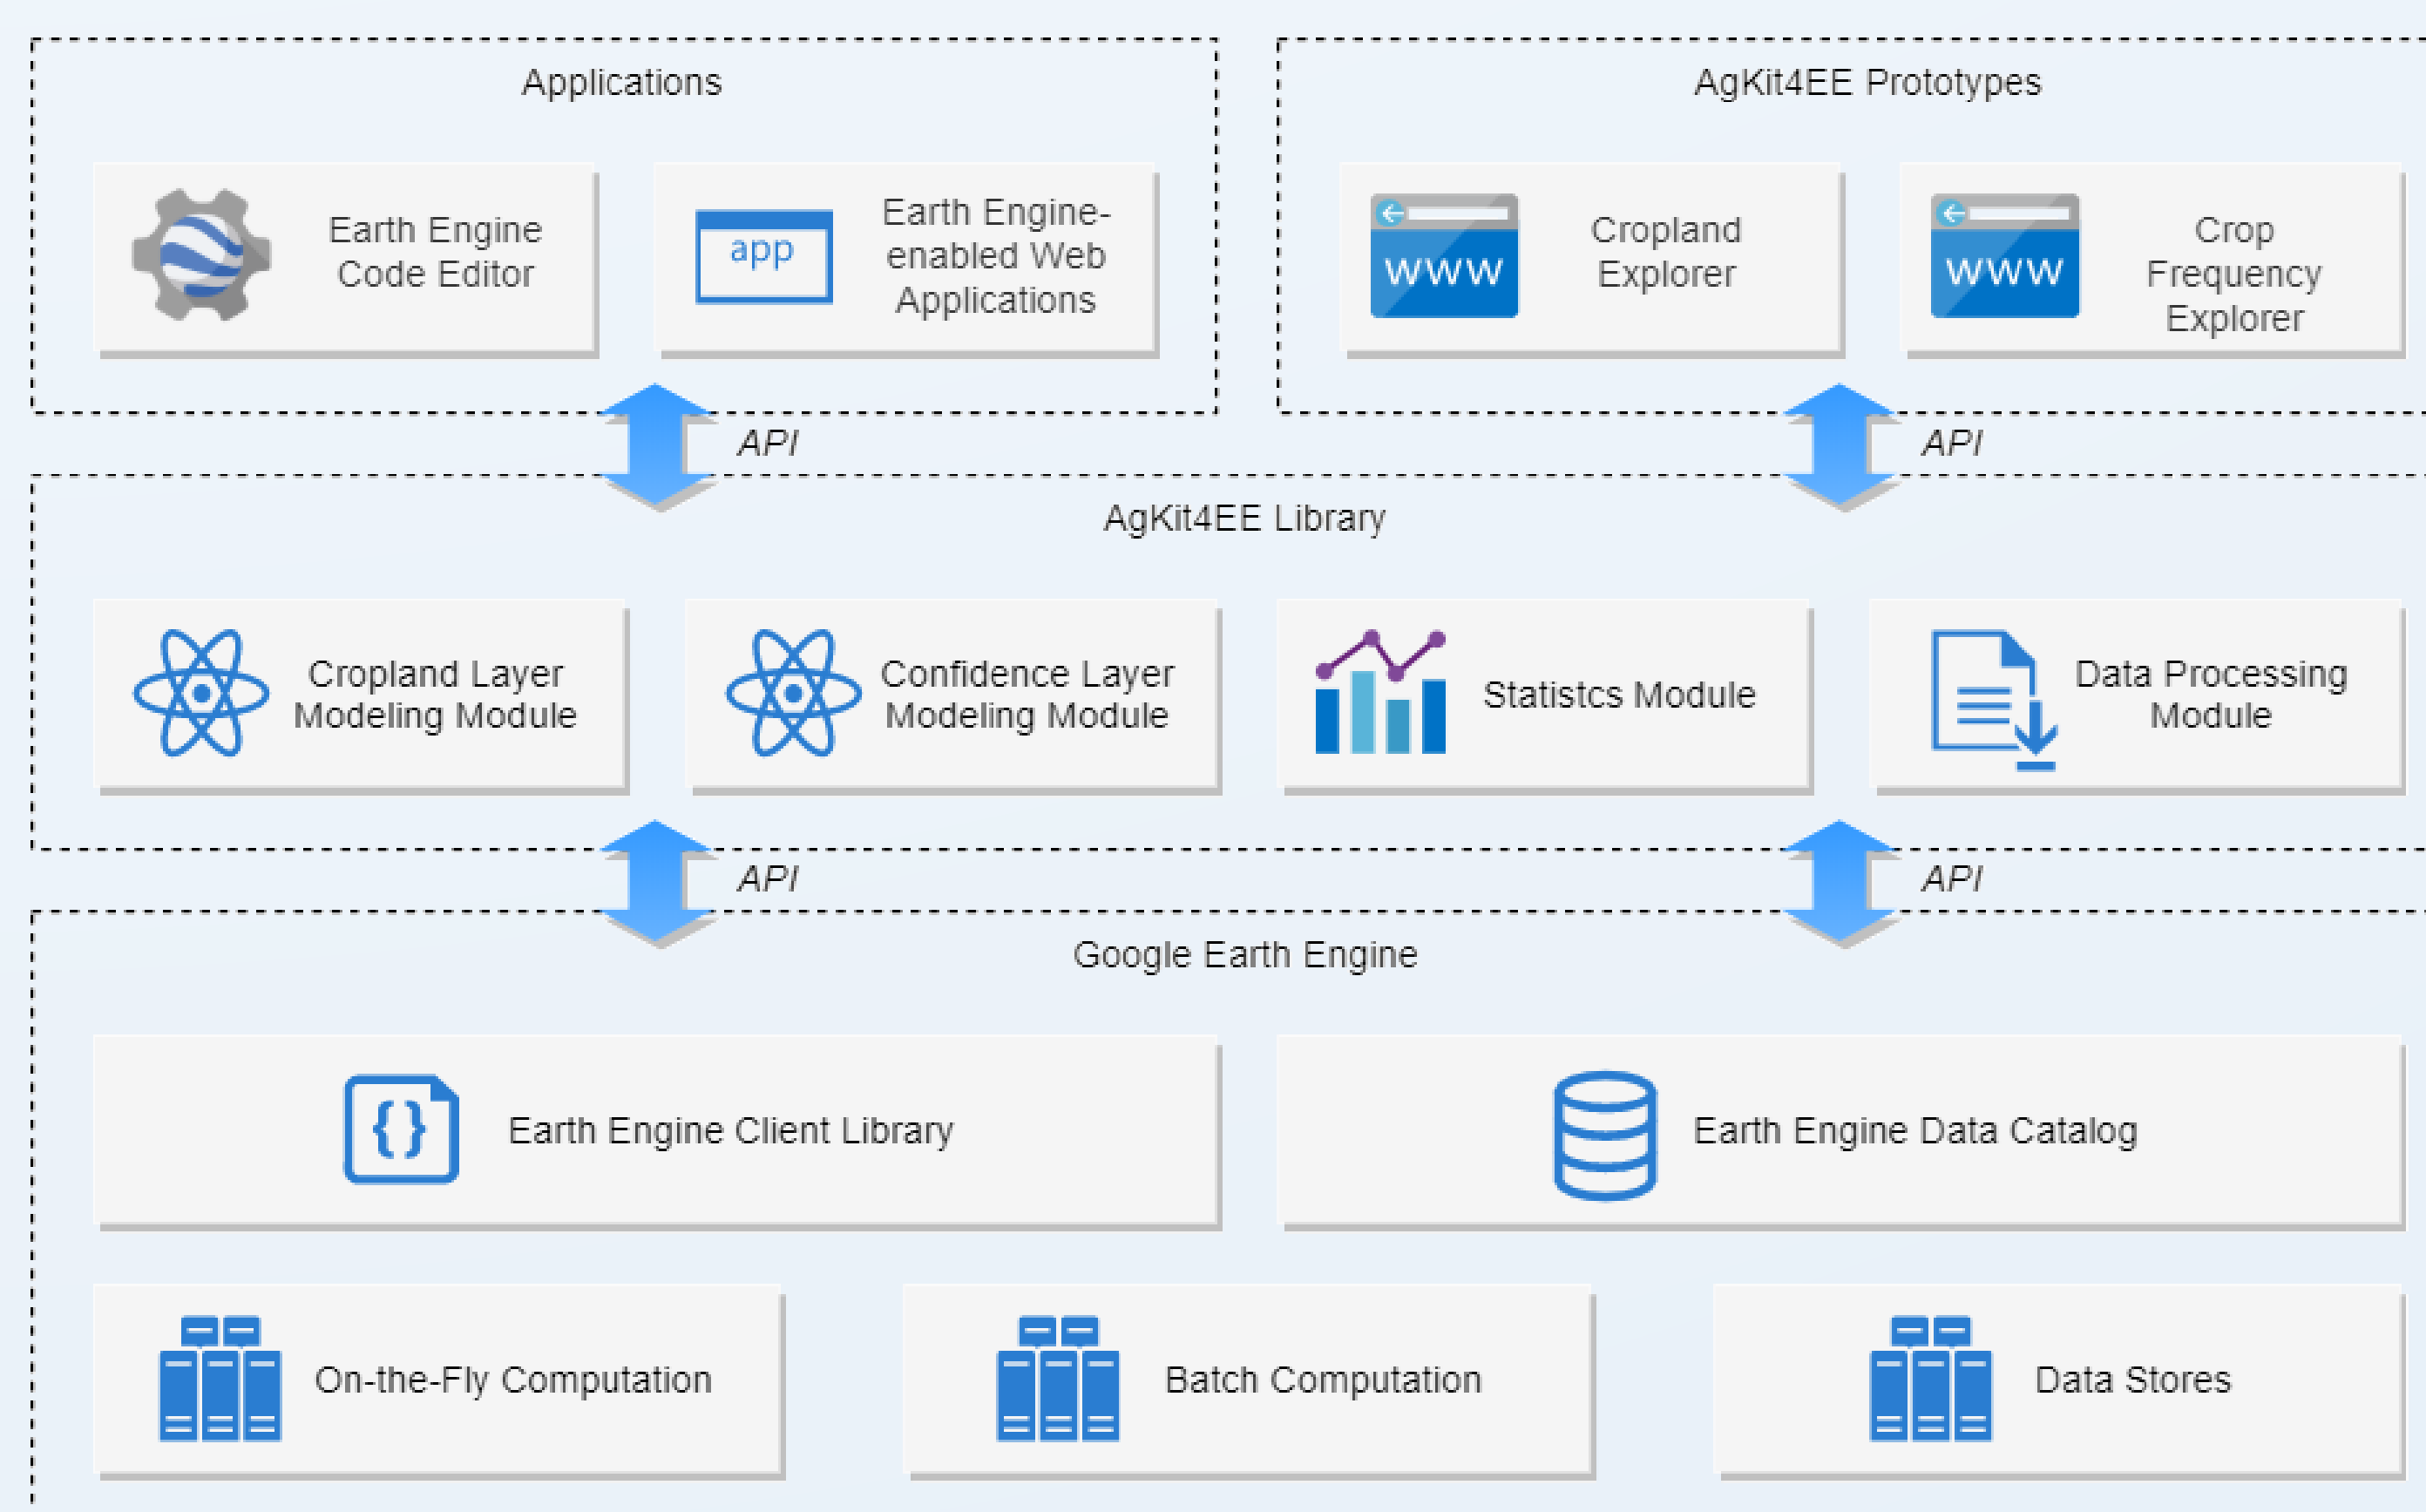 Applications
AgKit4EE Prototypes
Earth Engine
Code Editor
app
Earth Engine-
enabled Web
Applications
WWW
Cropland
Explorer
WWW
Crop
Frequency
Explorer
API
API
AgKit4EE Library
Cropland Layer
Modeling Module
Confidence Layer
Modeling Module
Statistcs Module
Data Processing
Module
API
API
Google Earth Engine
{}
Earth Engine Client Library
Earth Engine Data Catalog
On-the-Fly Computation
Batch Computation
Data Stores